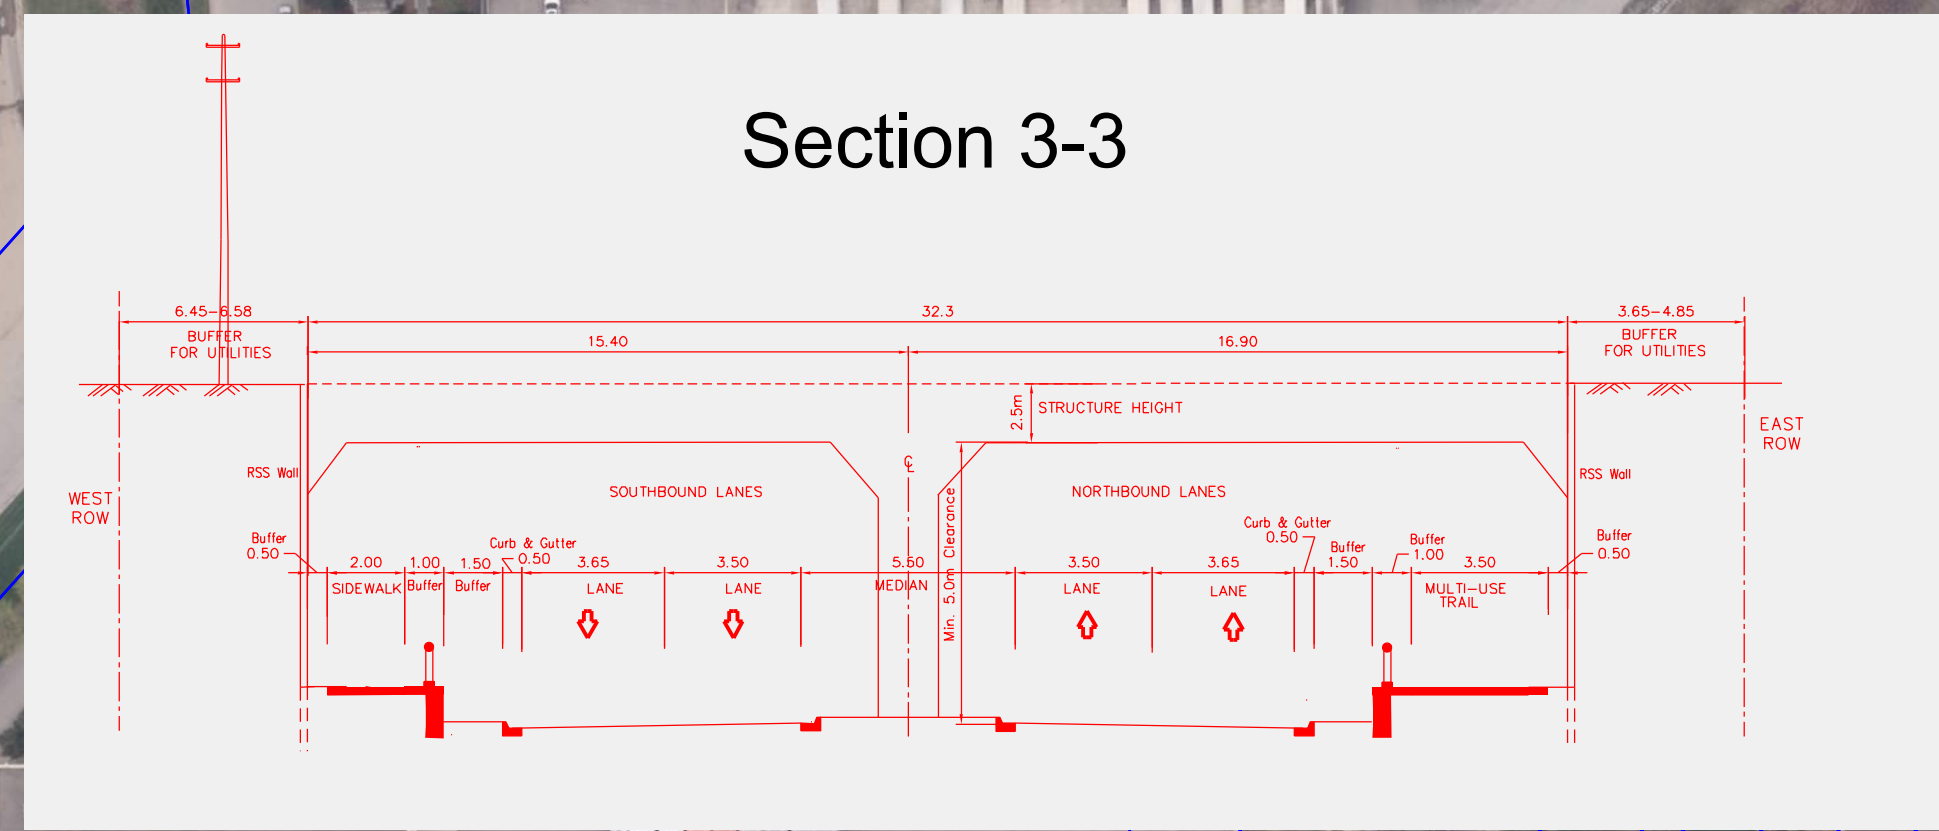 Section 3-3
6.45-6.58
32.3
3.65-4.85
BUFFER
FOR UTILITIES
15.40
16.90
BUFFER
FOR UTILITIES
2.5m
STRUCTURE HEIGHT
EAST
ROW
℄
RSS Wall
RSS Wall
WEST
ROW
SOUTHBOUND LANES
NORTHBOUND LANES
Min. 5.0m Clearance
Buffer
0.50
2.00
SIDEWALK
1.00
Buffer
1.50
Buffer
Curb & Gutter
0.50
3.65
LANE
3.50
LANE
5.50
MEDIAN
3.50
LANE
3.65
LANE
Curb & Gutter
0.50
Buffer
1.50
Buffer
1.00
3.50
MULTI-USE
TRAIL
Buffer
0.50